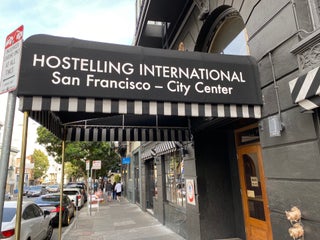 HOSTELLING INTERNATIONAL
San Francisco – City Center